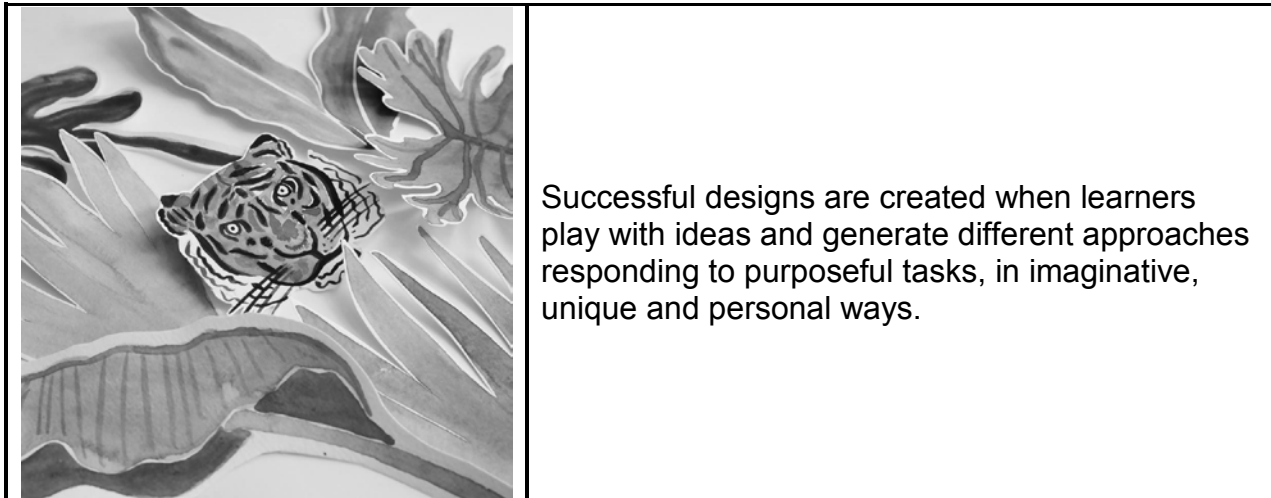 Successful designs are created when learners
play with ideas and generate different approaches
responding to purposeful tasks, in imaginative,
unique and personal ways.